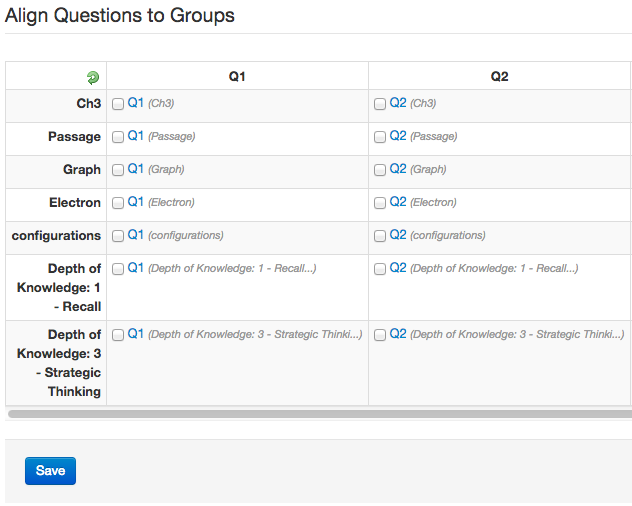 Align Questions to Groups
Q1 Q2
Ch3 Q1 (Ch3) Q2 (Ch3)
Passage Q1 (Passage) Q2 (Passage)
Graph Q1 (Graph) Q2 (Graph)
Electron Q1 (Electron) Q2 (Electron)
configurations Q1 (configurations) Q2 (configurations)
Depth of Q1 (Depth of Knowledge: 1 - Recall...) Q2 (Depth of Knowledge: 1 - Recall...)
Knowledge: 1
- Recall
Depth of Q1 (Depth of Knowledge: 3 - Strategic Thinki...) Q2 (Depth of Knowledge: 3 - Strategic Thinki...)
Knowledge: 3
- Strategic
Thinking
Save